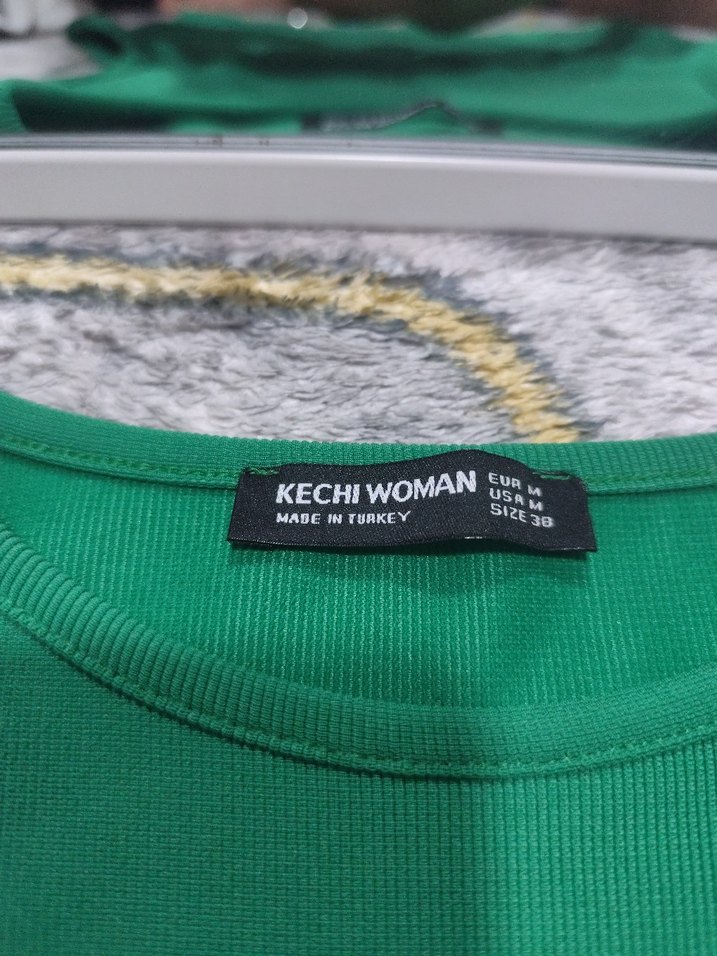 KECHI WOMAN
MADE IN TURKEY
EUR M
USA M
SIZE 38